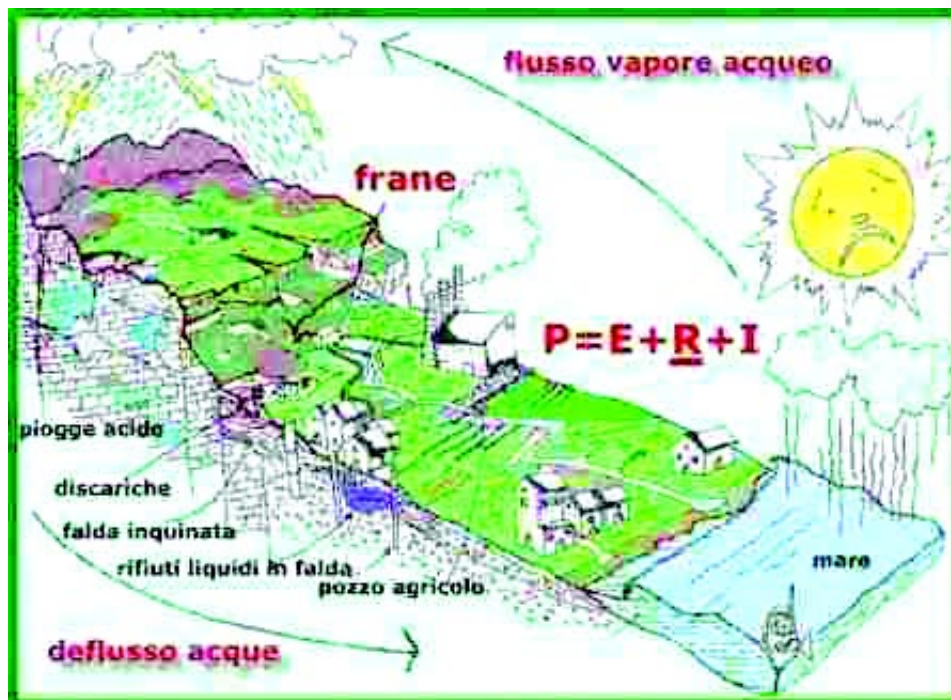 flusso vapore acqueo
frane
P=E+R+I
piogge acide
discariche
falda inquinata
rifiuti liquidi in falda
pozzo agricolo
mare
deflusso acque